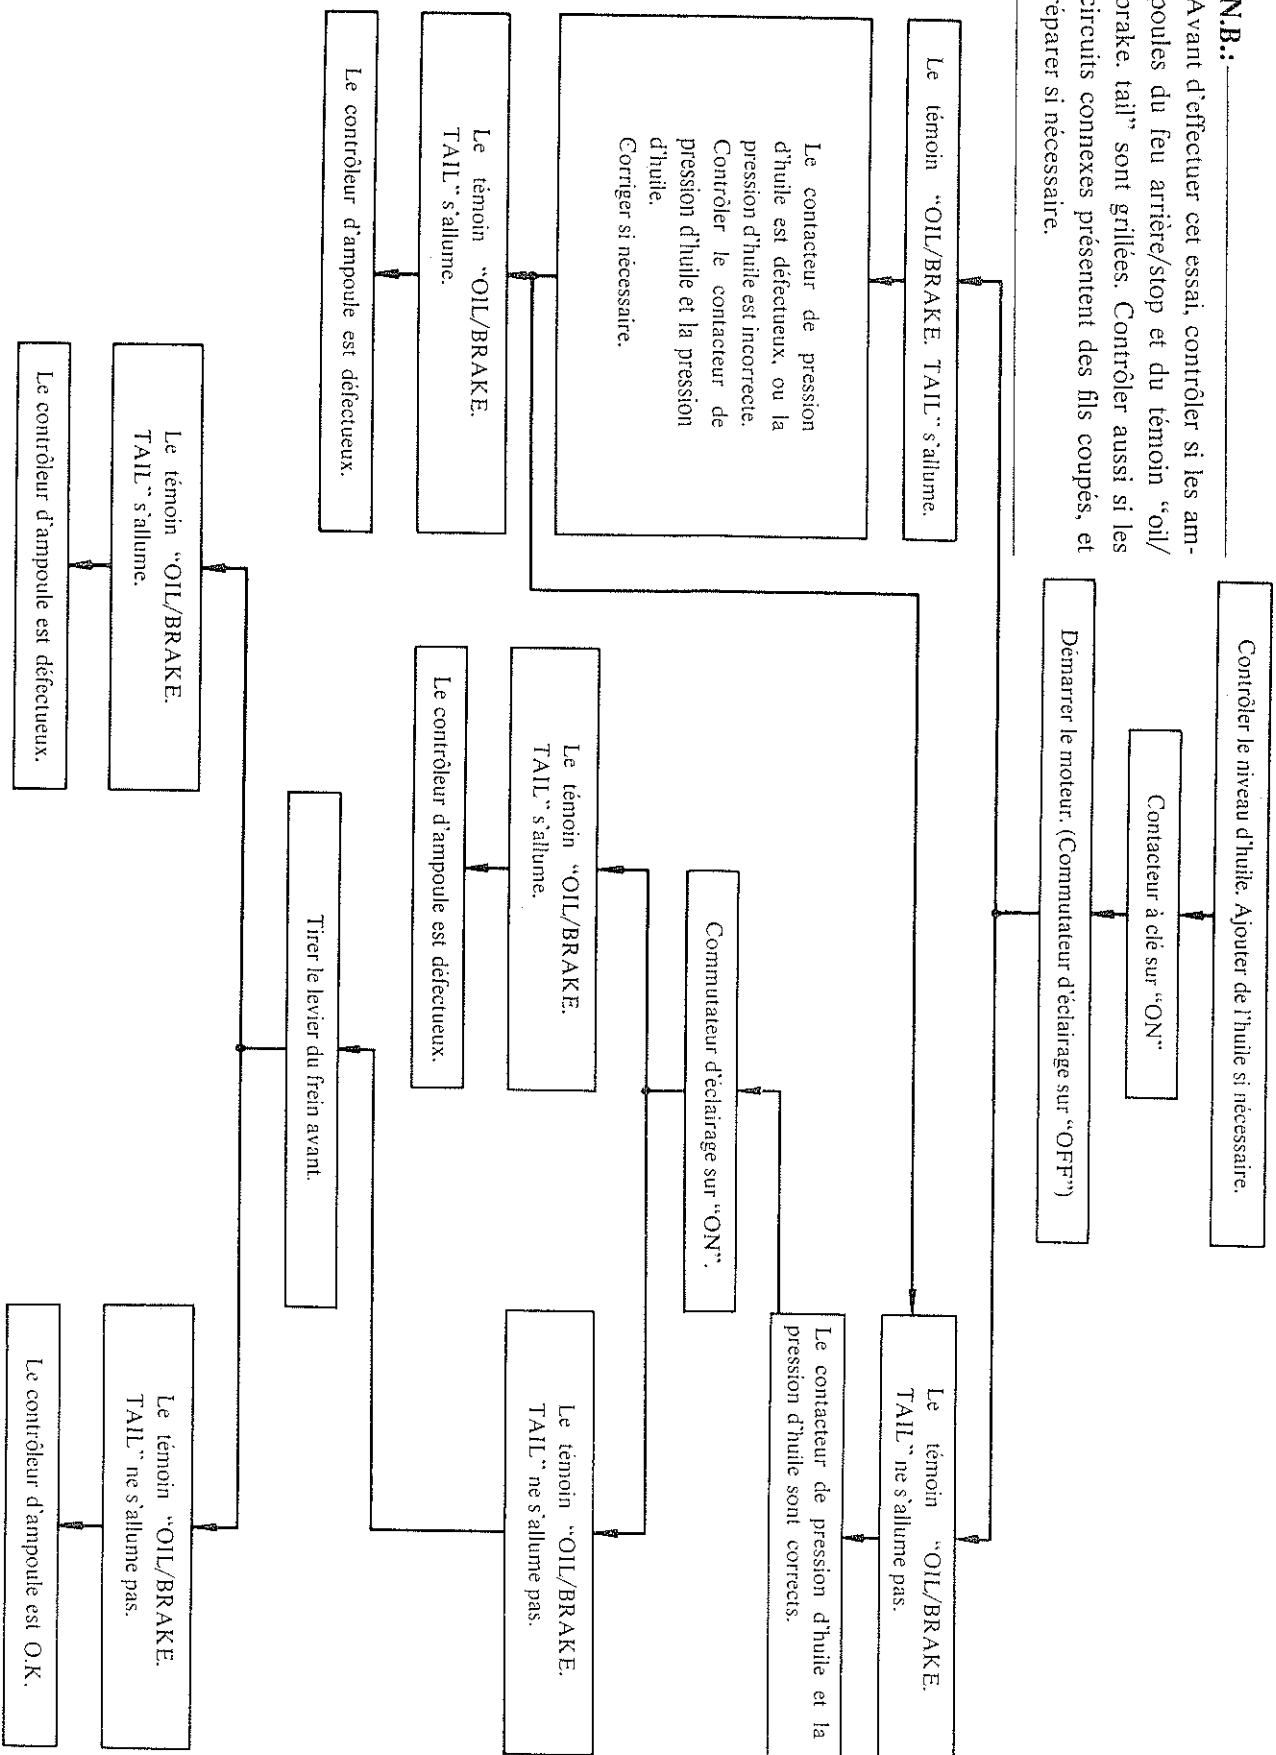 N.B.:
Avant d'effectuer cet essai, contrôler si les am-
poules du feu arrière/stop et du témoin “oil/
brake. tail” sont grillées. Contrôler aussi si les
circuits connexes présentent des fils coupés, et
réparer si nécessaire.
Contrôler le niveau d'huile. Ajouter de l'huile si nécessaire.
Contacteur à clé sur “ON”
Démarrer le moteur. (Commutateur d'éclairage sur “OFF”)
Le témoin “OIL/BRAKE. TAIL” s'allume.
Le témoin “OIL/BRAKE.
TAIL” ne s'allume pas.
Le contacteur de pression
d'huile est défectueux, ou la
pression d'huile est incorrecte.
Contrôler le contacteur de
pression d'huile et la pression
d'huile.
Corriger si nécessaire.
Le contacteur de pression d'huile et la
pression d'huile sont corrects.
Commutateur d'éclairage sur “ON”.
Le témoin “OIL/BRAKE.
TAIL” s'allume.
Le témoin “OIL/BRAKE.
TAIL” s'allume.
Le témoin “OIL/BRAKE.
TAIL” ne s'allume pas.
Le contrôleur d'ampoule est défectueux.
Le contrôleur d'ampoule est défectueux.
Tirer le levier du frein avant.
Le témoin “OIL/BRAKE.
TAIL” s'allume.
Le témoin “OIL/BRAKE.
TAIL” ne s'allume pas.
Le contrôleur d'ampoule est défectueux.
Le contrôleur d'ampoule est O.K.